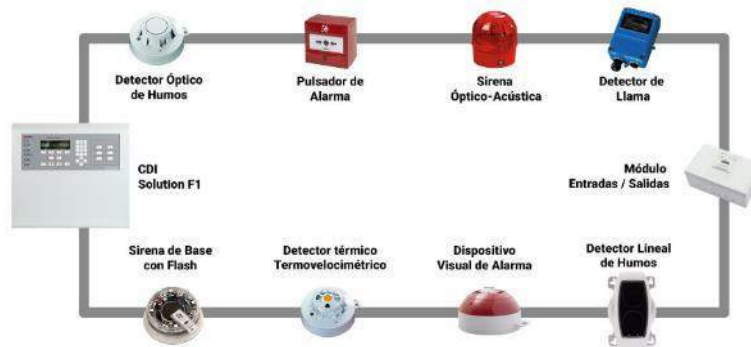 Detector Óptico
de Humos
Pulsador de
Alarma
Sirena
Óptico-Acústica
Detector de
Llama
CDI
Solution F1
Módulo
Entradas / Salidas
Sirena de Base
con Flash
Detector térmico
Termovelocimétrico
Dispositivo
Visual de Alarma
Detector Lineal
de Humos